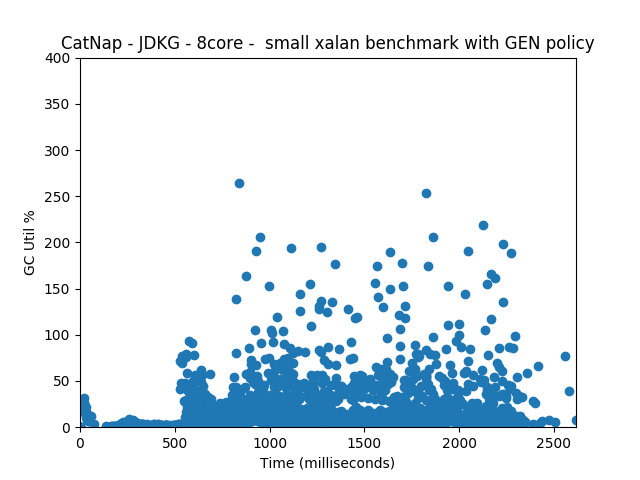 CatNap - JDKG - 8core -  small xalan benchmark with GEN policy
400
350
300
250
200
150
100
50
0
GC Util %
0 500 1000 1500 2000 2500
Time (milliseconds)